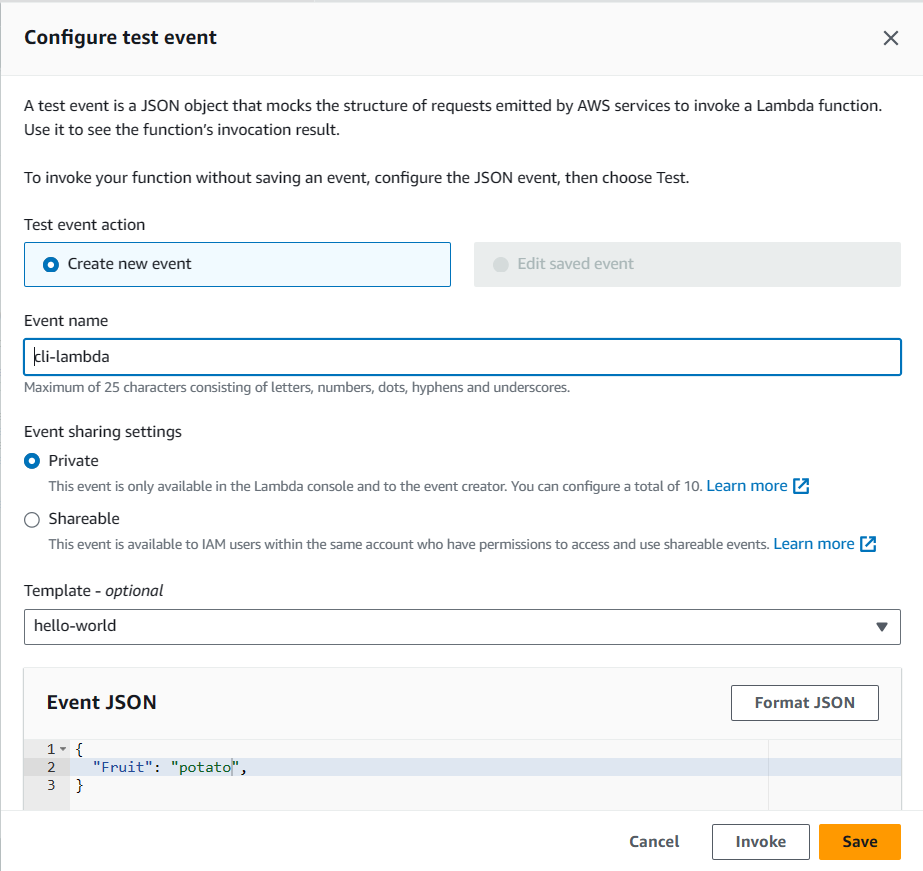 Configure test event
A test event is a JSON object that mocks the structure of requests emitted by AWS services to invoke a Lambda function.
Use it to see the function’s invocation result.
To invoke your function without saving an event, configure the JSON event, then choose Test.
Test event action
Create new event
Edit saved event
Event name
cli-lambda
Maximum of 25 characters consisting of letters, numbers, dots, hyphens and underscores.
Event sharing settings
Private
This event is only available in the Lambda console and to the event creator. You can configure a total of 10. Learn more
Shareable
This event is available to IAM users within the same account who have permissions to access and use shareable events. Learn more
Template - optional
hello-world
Event JSON
Format JSON
1 {
2 "Fruit": "potato",
3 }
Cancel
Invoke
Save